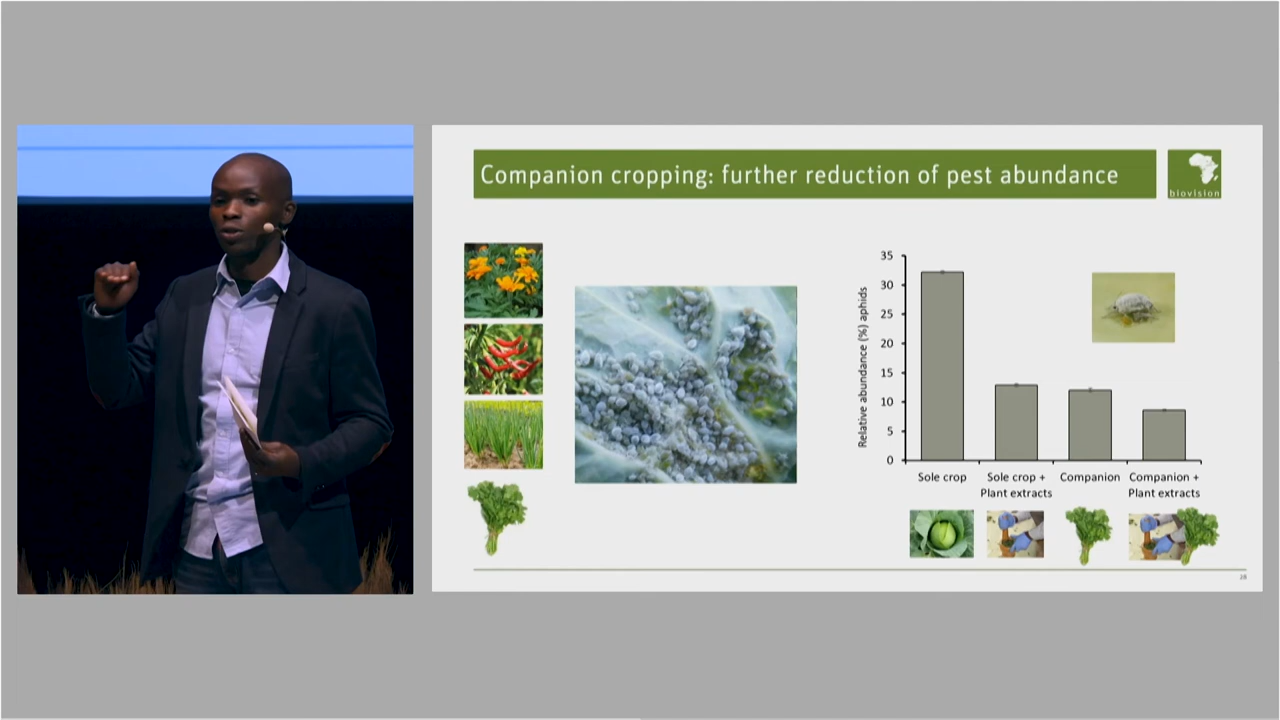 Companion cropping: further reduction of pest abundance
biovision
Relative abundance (%) aphids
35
30
25
20
15
10
5
0
Sole crop
Sole crop +
Plant extracts
Companion
Companion +
Plant extracts
28